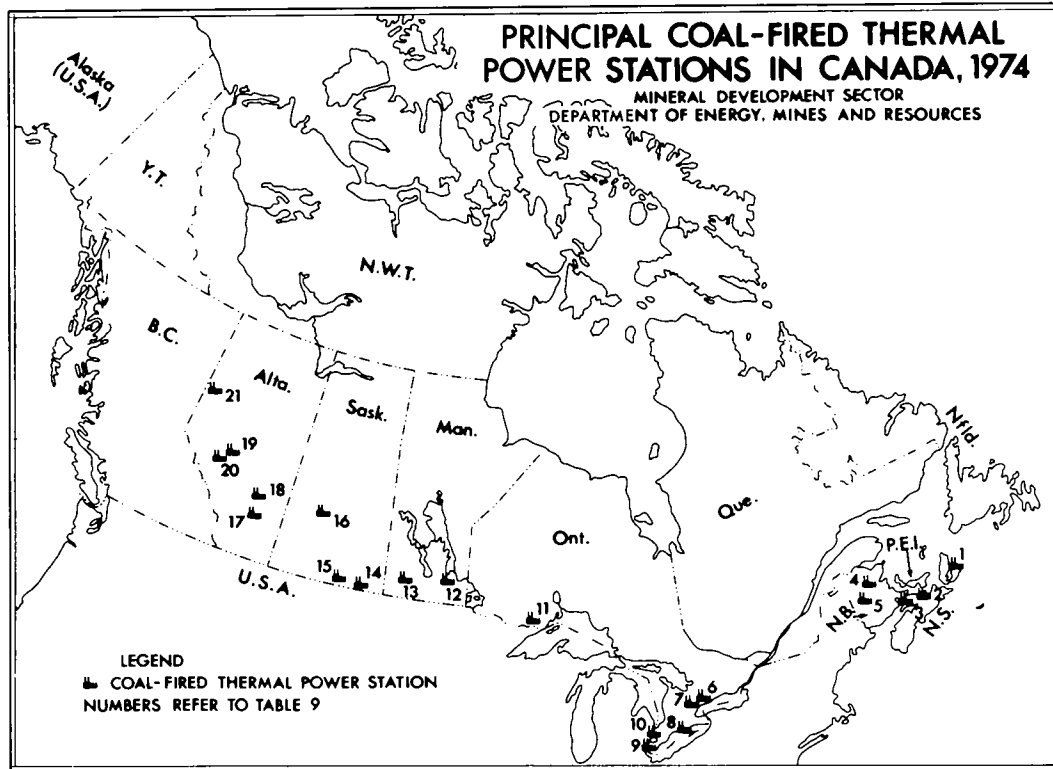 PRINCIPAL COAL-FIRED THERMAL
POWER STATIONS IN CANADA, 1974
MINERAL DEVELOPMENT SECTOR
DEPARTMENT OF ENERGY, MINES AND RESOURCES
Alaska
(U.S.A.)
Y.T.
N.W.T.
B.C.
Alta.
Sask.
Man.
Ont.
Que.
Nfld.
P.E.I.
N.B.
N.S.
U.S.A.
21
19
20
18
17
16
15
14
13
12
11
10
9
8
7
6
5
4
3
2
1
LEGEND
COAL-FIRED THERMAL POWER STATION
NUMBERS REFER TO TABLE 9